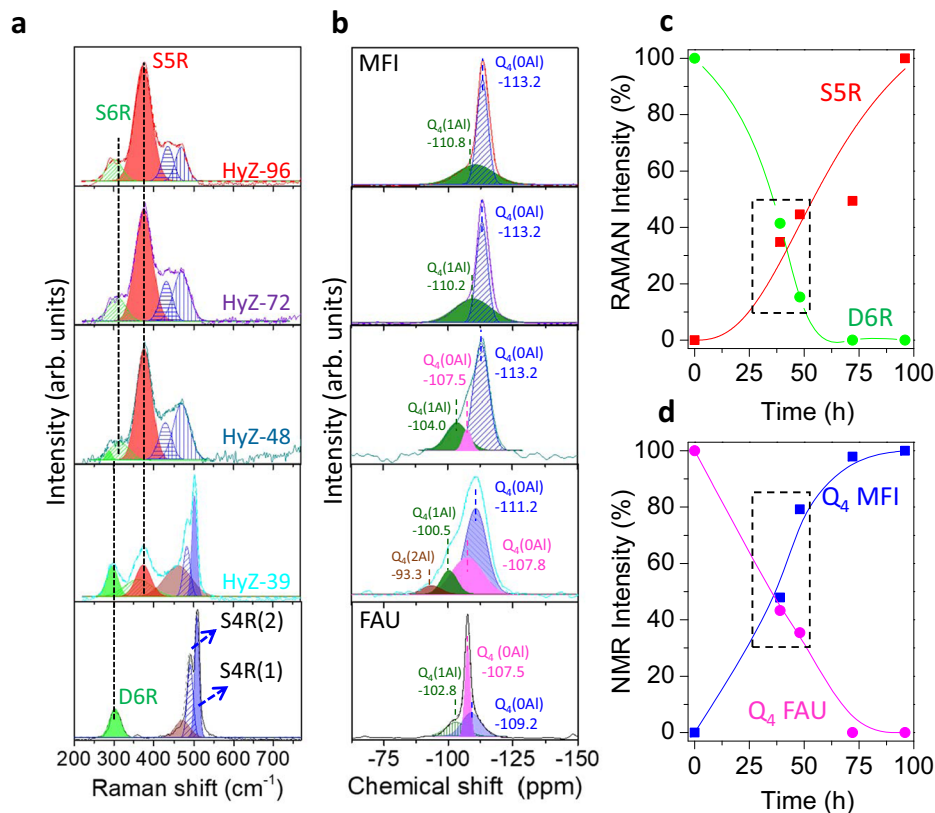 a
Intensity (arb. units)
S5R
S6R
HyZ-96
HyZ-72
HyZ-48
HyZ-39
S4R(2)
S4R(1)
D6R
200 300 400 500 600 700
Raman shift (cm⁻¹)
b
Intensity (arb. units)
MFI
Q₄(0Al)
-113.2
Q₄(1Al)
-110.8
Q₄(0Al)
-113.2
Q₄(1Al)
-110.2
Q₄(0Al)
-107.5
Q₄(0Al)
-113.2
Q₄(1Al)
-104.0
Q₄(0Al)
-111.2
Q₄(1Al)
-100.5
Q₄(2Al)
-93.3
Q₄(0Al)
-107.8
FAU
Q₄ (0Al)
-107.5
Q₄(1Al)
-102.8
Q₄(0Al)
-109.2
-75 -100 -125 -150
Chemical shift (ppm)
c
RAMAN Intensity (%)
100
80
60
40
20
0
S5R
D6R
0 25 50 75 100
Time (h)
d
NMR Intensity (%)
100
80
60
40
20
0
Q₄ MFI
Q₄ FAU
0 25 50 75 100
Time (h)